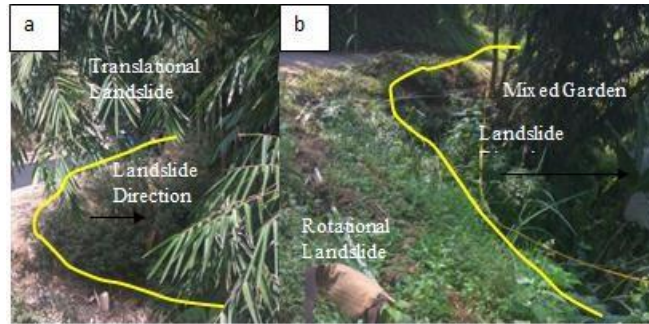 a
Translational
Landslide
Landslide
Direction
b
Mixed Garden
Landslide
Rotational
Landslide